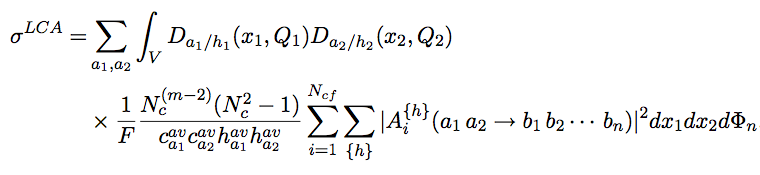 $\sigma^{LCA} = \sum_{a_1,a_2} \int_V D_{a_1/h_1}(x_1, Q_1) D_{a_2/h_2}(x_2, Q_2)$
$\times \frac{1}{F} \frac{N_c^{(m-2)}(N_c^2 - 1)}{c_{a_1}^{av} c_{a_2}^{av} h_{a_1}^{av} h_{a_2}^{av}} \sum_{i=1}^{N_{cf}} \sum_{\{h\}} |A_i^{\{h\}}(a_1\, a_2 \to b_1\, b_2 \cdots b_n)|^2 dx_1 dx_2 d\Phi_n$